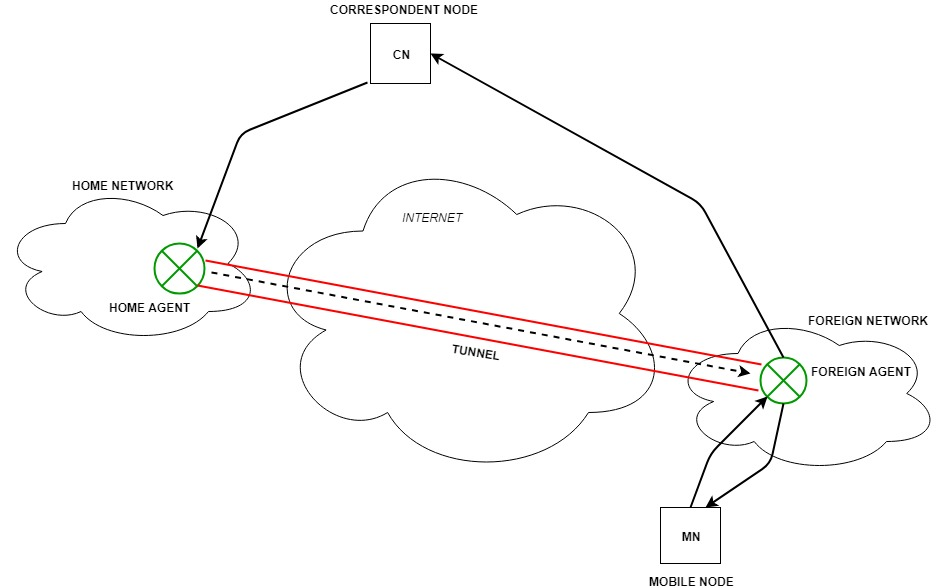 CORRESPONDENT NODE
CN
HOME NETWORK
INTERNET
HOME AGENT
FOREIGN NETWORK
TUNNEL
FOREIGN AGENT
MN
MOBILE NODE